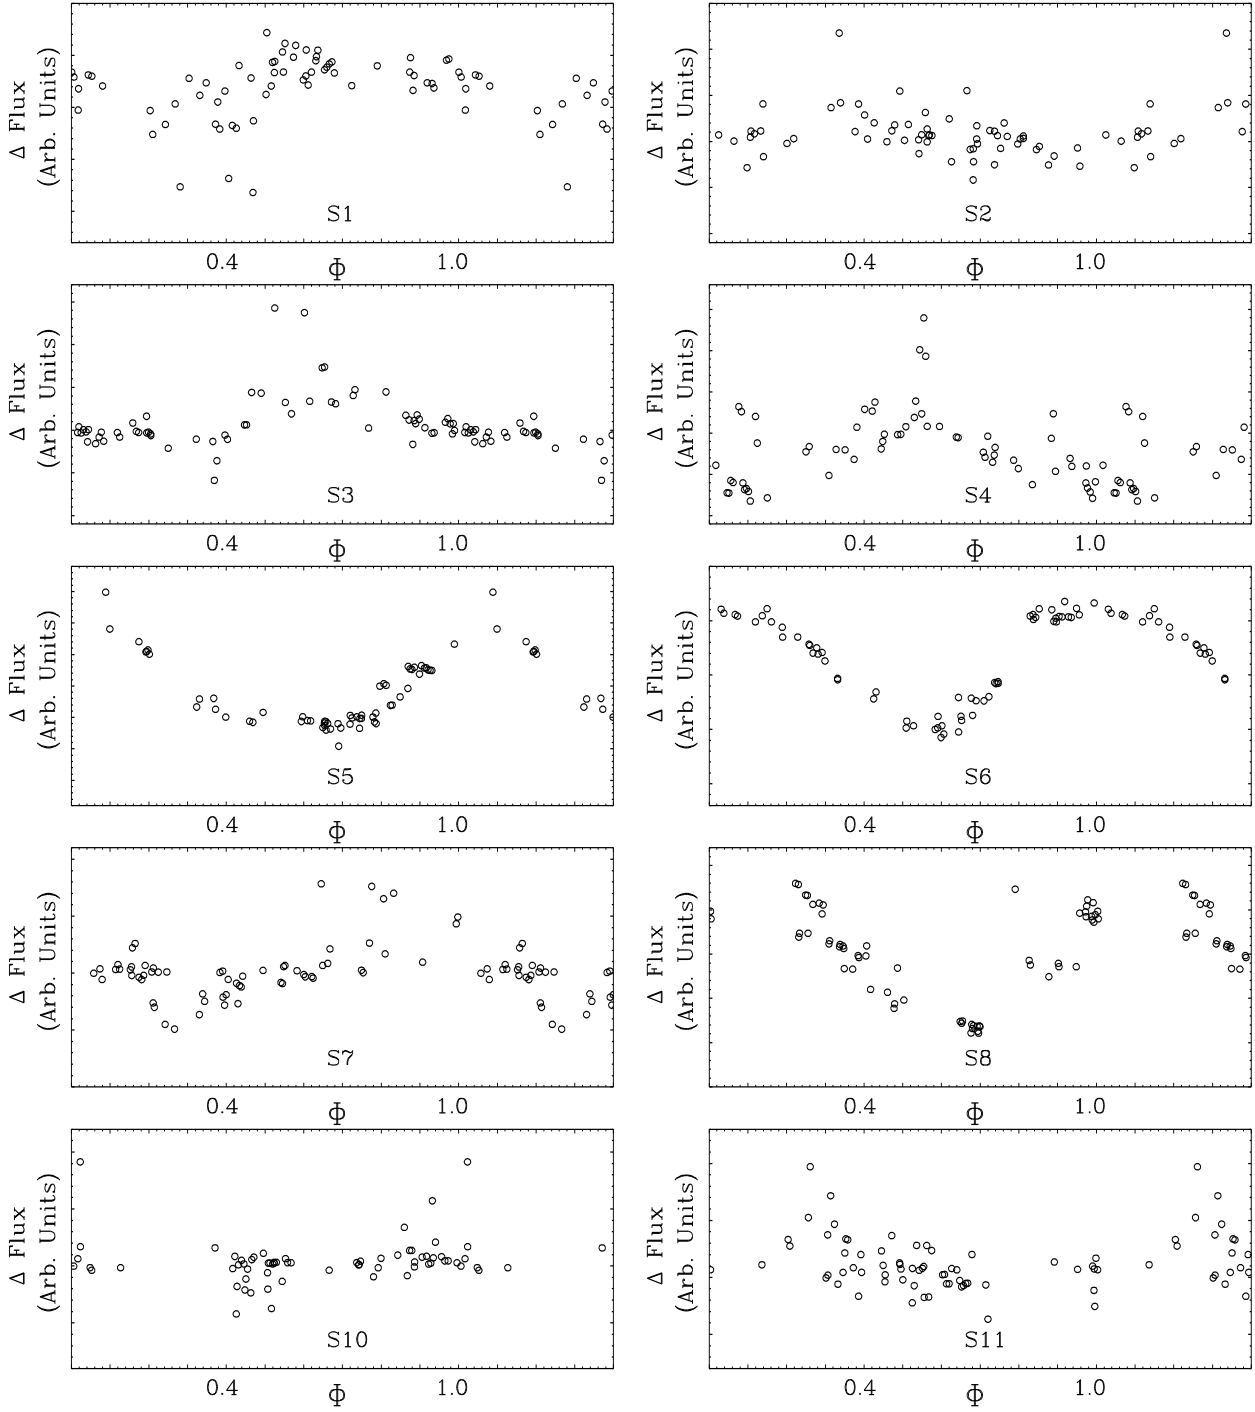 Δ Flux
(Arb. Units)
S1
0.4
1.0
Φ
Δ Flux
(Arb. Units)
S2
0.4
1.0
Φ
Δ Flux
(Arb. Units)
S3
0.4
1.0
Φ
Δ Flux
(Arb. Units)
S4
0.4
1.0
Φ
Δ Flux
(Arb. Units)
S5
0.4
1.0
Φ
Δ Flux
(Arb. Units)
S6
0.4
1.0
Φ
Δ Flux
(Arb. Units)
S7
0.4
1.0
Φ
Δ Flux
(Arb. Units)
S8
0.4
1.0
Φ
Δ Flux
(Arb. Units)
S10
0.4
1.0
Φ
Δ Flux
(Arb. Units)
S11
0.4
1.0
Φ